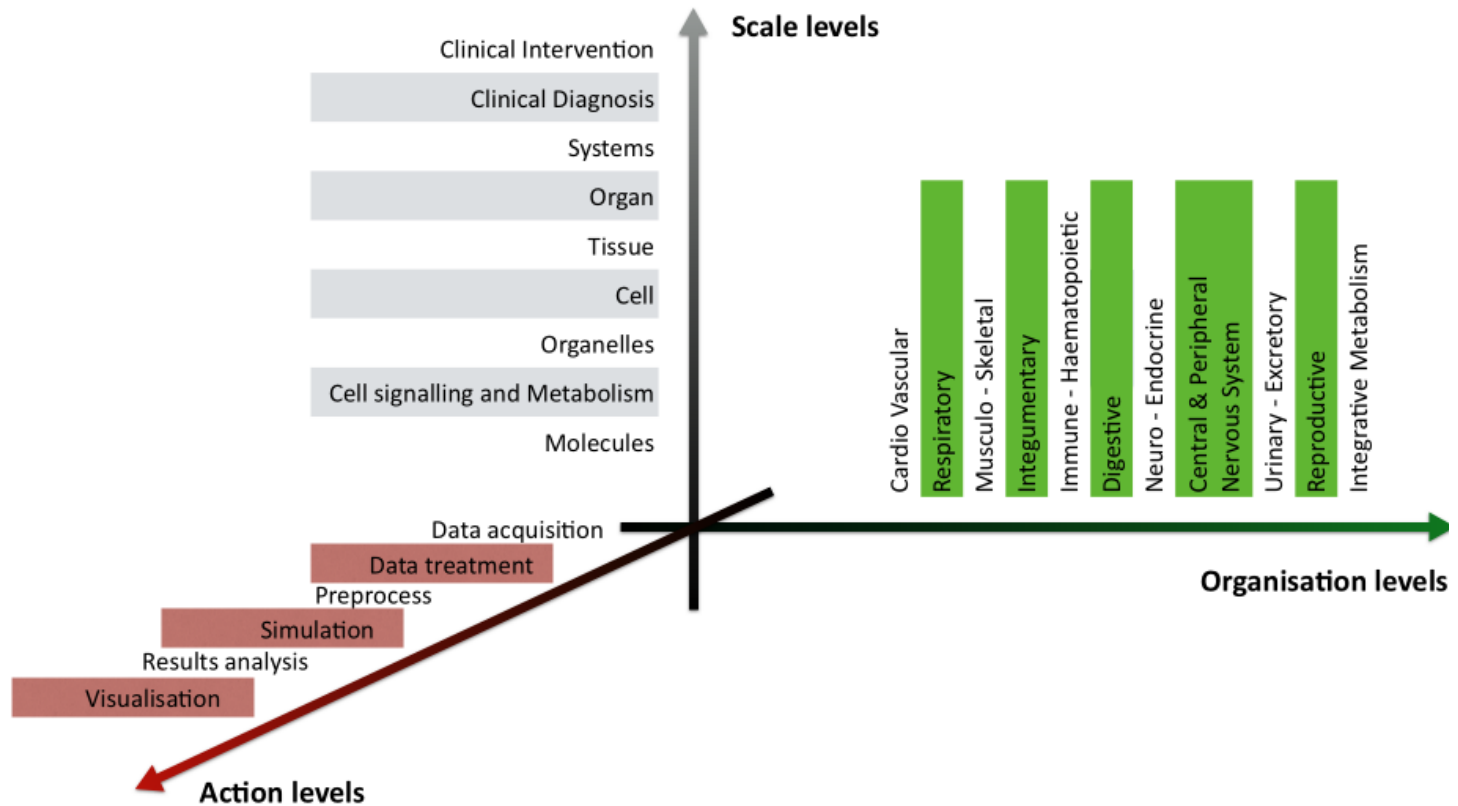 Scale levels
Clinical Intervention
Clinical Diagnosis
Systems
Organ
Tissue
Cell
Organelles
Cell signalling and Metabolism
Molecules
Cardio Vascular
Respiratory
Musculo - Skeletal
Integumentary
Immune - Haematopoietic
Digestive
Neuro - Endocrine
Central & Peripheral
Nervous System
Urinary - Excretory
Reproductive
Integrative Metabolism
Organisation levels
Data acquisition
Data treatment
Preprocess
Simulation
Results analysis
Visualisation
Action levels